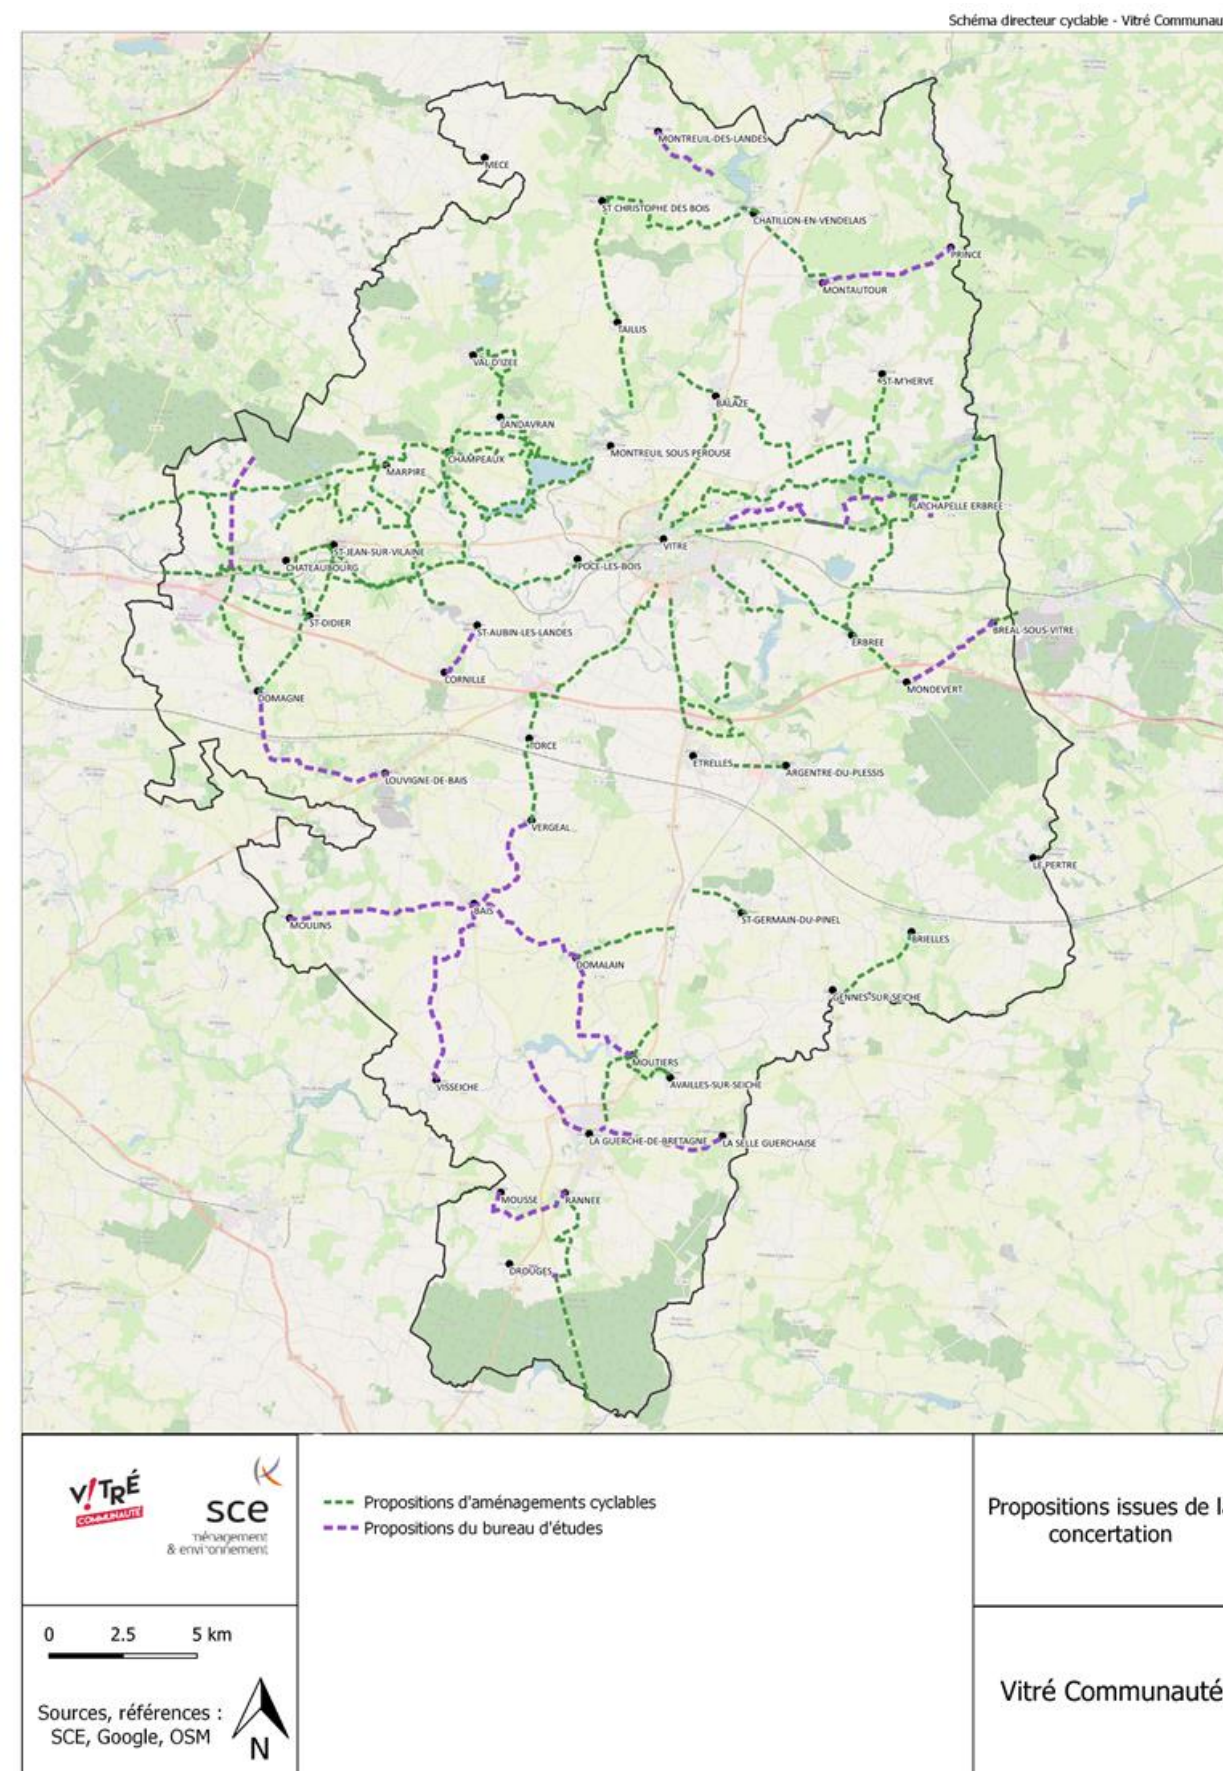 Schéma directeur cyclable - Vitré Communau
MONTREUIL-DES-LANDES
MECE
ST CHRISTOPHE DES BOIS
CHATILLON-EN-VENDELAIS
PRINCE
MONTAUTOUR
TAILLIS
VAL D'IZEE
ST-M'HERVE
BALAZE
LANDAVRAN
MONTREUIL SOUS PEROUSE
CHAMPEAUX
MARPIRE
LA CHAPELLE ERBREE
VITRE
ST-JEAN-SUR-VILAINE
CHATEAUBOURG
POCE-LES-BOIS
ST-DIDIER
ST-AUBIN-LES-LANDES
BREAL-SOUS-VITRE
ERBREE
CORNILLE
MONDEVERT
DOMAGNE
TORCE
ETRELLES
ARGENTRE-DU-PLESSIS
LOUVIGNE-DE-BAIS
VERGEAL
LE PERTRE
BAIS
MOULINS
ST-GERMAIN-DU-PINEL
BRIELLES
DOMALAIN
GENNES-SUR-SEICHE
MOUTIERS
VISSEICHE
AVAILLES-SUR-SEICHE
LA GUERCHE-DE-BRETAGNE
LA SELLE GUERCHAISE
MOUSSE
RANNEE
DROUGES
V!TRÉ
COMMUNAUTÉ
sce
& environnement
Propositions d'aménagements cyclables
Propositions du bureau d'études
Propositions issues de la
concertation
0 2.5 5 km
Sources, références :
SCE, Google, OSM
N
Vitré Communauté